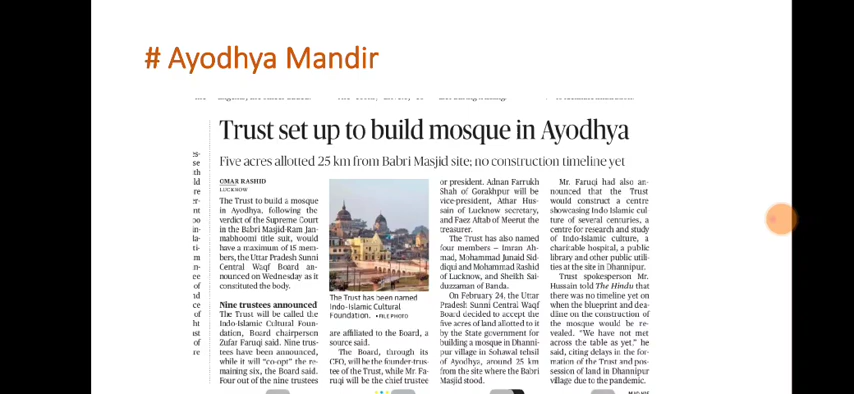 # Ayodhya Mandir
Trust set up to build mosque in Ayodhya
Five acres allotted 25 km from Babri Masjid site; no construction timeline yet
OMAR RASHID
LUCKNOW
The Trust to build a mosque
in Ayodhya, following the
verdict of the Supreme Court
in the Babri Masjid-Ram Jan-
mabhoomi title suit, would
have a maximum of 15 mem-
bers, the Uttar Pradesh Sunni
Central Waqf Board an-
nounced on Wednesday as it
constituted the body.
Nine trustees announced
The Trust will be called the
Indo-Islamic Cultural Foun-
dation, Board chairperson
Zufar Faruqi said. Nine trus-
tees have been announced,
while it will “co-opt” the re-
maining six, the Board said.
Four out of the nine trustees
The Trust has been named
Indo-Islamic Cultural
Foundation. •FILE PHOTO
are affiliated to the Board, a
source said.
The Board, through its
CEO, will be the founder-trus-
tee of the Trust, while Mr. Fa-
ruqi will be the chief trustee
or president. Adnan Farrukh
Shah of Gorakhpur will be
vice-president, Athar Hus-
sain of Lucknow secretary,
and Faez Aftab of Meerut the
treasurer.
The Trust has also named
four members – Imran Ah-
mad, Mohammad Junaid Sid-
diqui and Mohammad Rashid
of Lucknow, and Sheikh Sai-
duzzaman of Banda.
On February 24, the Uttar
Pradesh Sunni Central Waqf
Board decided to accept the
five acres of land allotted to it
by the State government for
building a mosque in Dhanni-
pur village in Sohawal tehsil
of Ayodhya, around 25 km
from the site where the Babri
Masjid stood.
Mr. Faruqi had also an-
nounced that the Trust
would construct a centre
showcasing Indo Islamic cul-
ture of several centuries, a
centre for research and study
of Indo-Islamic culture, a
charitable hospital, a public
library and other public utili-
ties at the site in Dhannipur.
Trust spokesperson Mr.
Hussain told The Hindu that
there was no timeline yet on
when the blueprint and dea-
dline on the construction of
the mosque would be re-
vealed. “We have not met
across the table as yet,” he
said, citing delays in the for-
mation of the Trust and pos-
session of land in Dhannipur
village due to the pandemic.